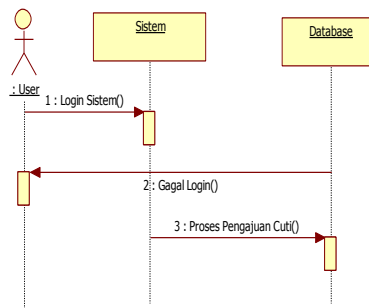 Sistem
Database
: User
1 : Login Sistem()
2 : Gagal Login()
3 : Proses Pengajuan Cuti()